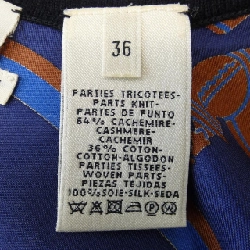 36
PARTIES TRICOTEES-
PARTS KNIT-
PARTES DE PUNTO
64% CACHEMIRE-
CASHMERE-
CACHEMIR
36% COTON-
COTTON-ALGODON
PARTIES TISSEES-
WOVEN PARTS-
PIEZAS TEJIDAS
100% SOIE-SILK-SEDA